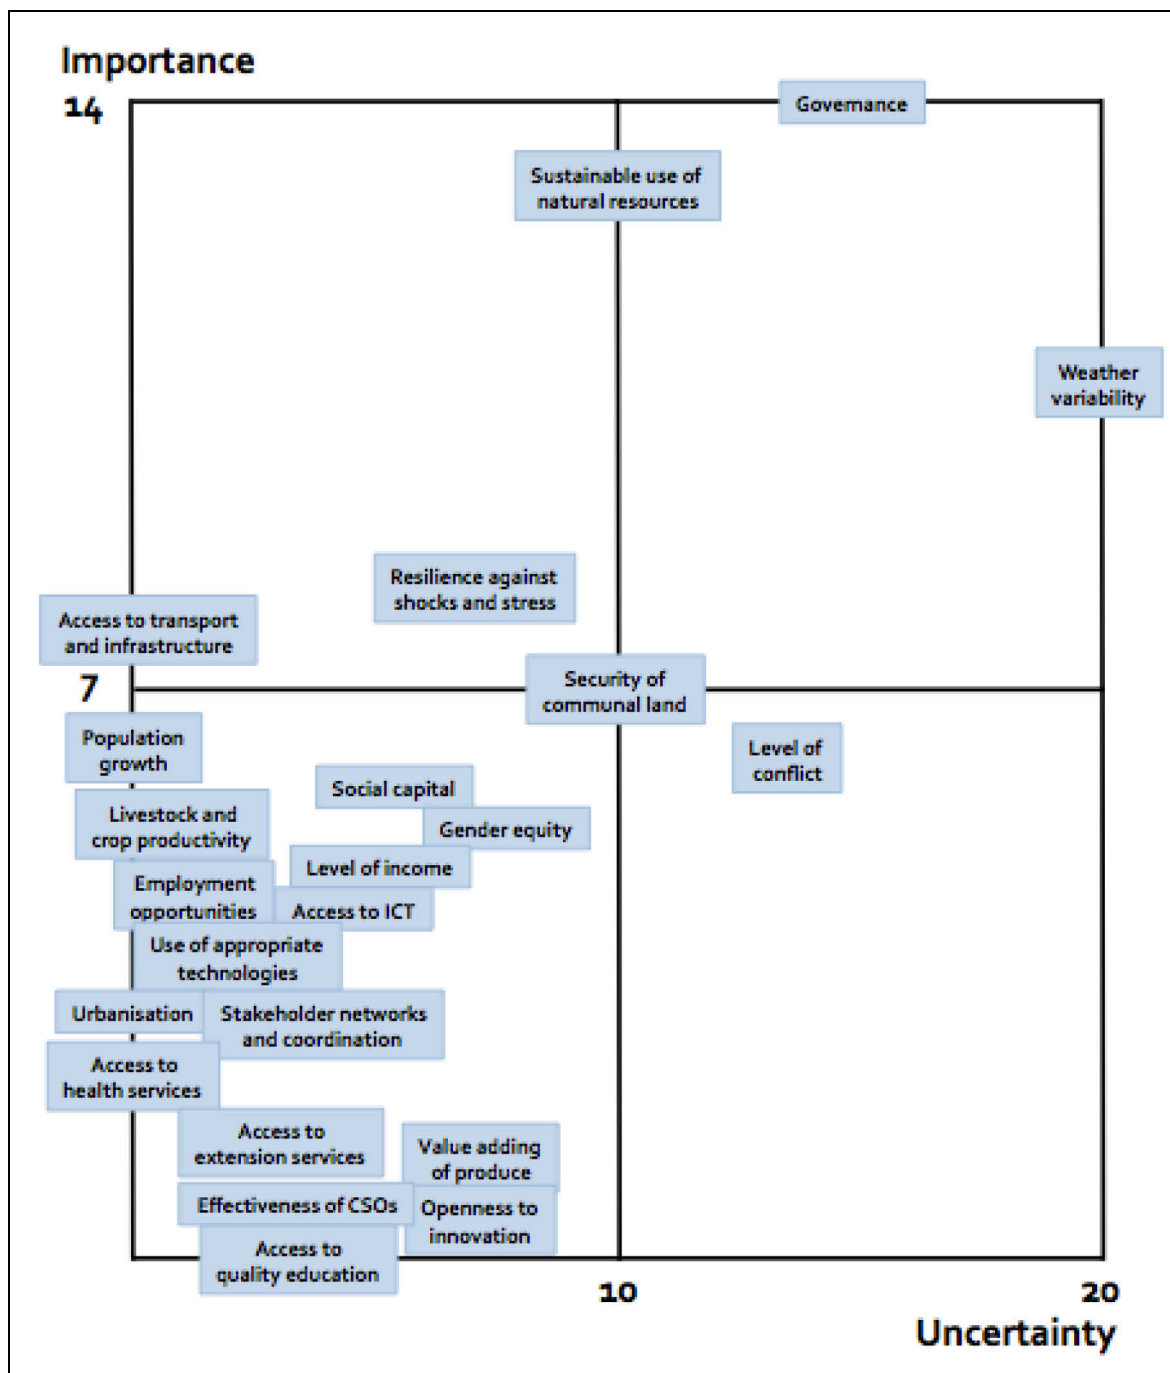 Importance
14
Governance
Sustainable use of
natural resources
Weather
variability
Resilience against
shocks and stress
Access to transport
and infrastructure
7
Security of
communal land
Population
growth
Level of
conflict
Social capital
Livestock and
crop productivity
Gender equity
Level of income
Employment
opportunities
Access to ICT
Use of appropriate
technologies
Urbanisation
Stakeholder networks
and coordination
Access to
health services
Access to
extension services
Value adding
of produce
Effectiveness of CSOs
Openness to
innovation
Access to
quality education
10
20
Uncertainty